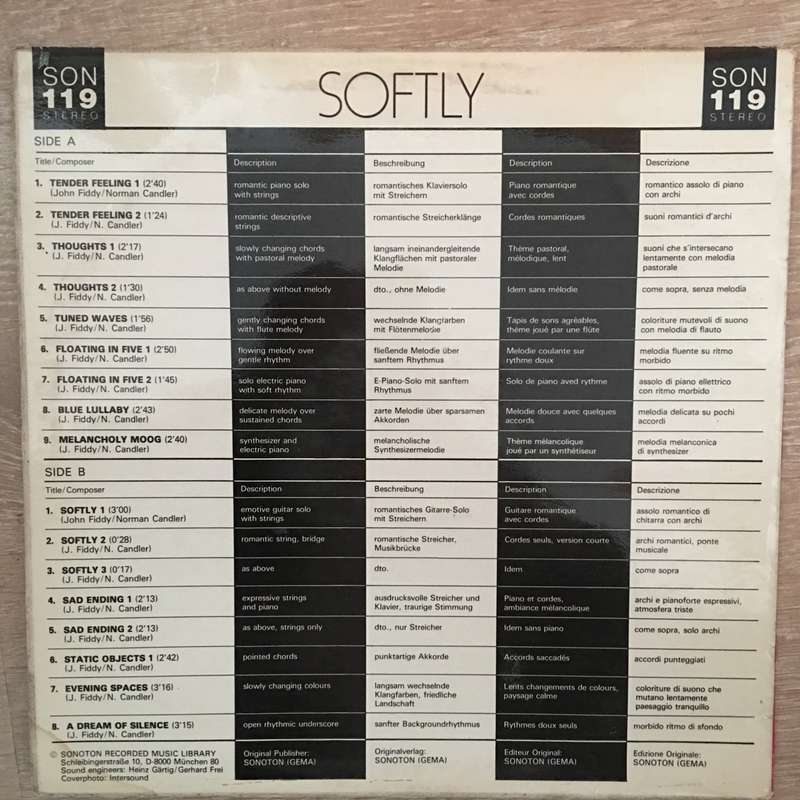 SON
119
STEREO
SOFTLY
SON
119
STEREO
SIDE A
Title/Composer Description Beschreibung Description Descrizione
1. TENDER FEELING 1 (2'40)
(John Fiddy/Norman Candler)
romantic piano solo
with strings
romantisches Klaviersolo
mit Streichern
Piano romantique
avec cordes
romantico assolo di piano
con archi
2. TENDER FEELING 2 (1'24)
(J. Fiddy/N. Candler)
romantic descriptive
strings
romantische Streicherklänge
Cordes romantiques
suoni romantici d'archi
3. THOUGHTS 1 (2'17)
(J. Fiddy/N. Candler)
slowly changing chords
with pastoral melody
langsam ineinandergleitende
Klangflächen mit pastoraler
Melodie
Thème pastoral,
mélodique, lent
suoni che s'intersecano
lentamente con melodia
pastorale
4. THOUGHTS 2 (1'30)
(J. Fiddy/N. Candler)
as above without melody
dto., ohne Melodie
Idem sans mélodie
come sopra, senza melodia
5. TUNED WAVES (1'56)
(J. Fiddy/N. Candler)
gently changing chords
with flute melody
wechselnde Klangfarben
mit Flötenmelodie
Tapis de sons agréables,
thème joué par une flûte
coloriture mutevoli di suono
con melodia di flauto
6. FLOATING IN FIVE 1 (2'50)
(J. Fiddy/N. Candler)
flowing melody over
gentle rhythm
fließende Melodie über
sanftem Rhythmus
Melodie coulante sur
rythme doux
melodia fluente su ritmo
morbido
7. FLOATING IN FIVE 2 (1'45)
(J. Fiddy/N. Candler)
solo electric piano
with soft rhythm
E-Piano-Solo mit sanftem
Rhythmus
Solo de piano aved rythme
assolo di piano ellettrico
con ritmo morbido
8. BLUE LULLABY (2'43)
(J. Fiddy/N. Candler)
delicate melody over
sustained chords
zarte Melodie über sparsamen
Akkorden
Melodie douce avec quelques
accords
melodia delicata su pochi
accordi
9. MELANCHOLY MOOG (2'40)
(J. Fiddy/N. Candler)
synthesizer and
electric piano
melancholische
Synthesizermelodie
Thème mélancolique
joué par un synthétiseur
melodia melanconica
di synthesizer
SIDE B
Title/Composer Description Beschreibung Description Descrizione
1. SOFTLY 1 (3'00)
(John Fiddy/Norman Candler)
emotive guitar solo
with strings
romantisches Gitarre-Solo
mit Streichern
Guitare romantique
avec cordes
assolo romantico di
chitarra con archi
2. SOFTLY 2 (0'28)
(J. Fiddy/N. Candler)
romantic string, bridge
romantische Streicher,
Musikbrücke
Cordes seuls, version courte
archi romantici, ponte
musicale
3. SOFTLY 3 (0'17)
(J. Fiddy/N. Candler)
as above
dto.
Idem
come sopra
4. SAD ENDING 1 (2'13)
(J. Fiddy/N. Candler)
expressive strings
and piano
ausdrucksvolle Streicher und
Klavier, traurige Stimmung
Piano et cordes,
ambiance mélancolique
archi e pianoforte espressivi,
atmosfera triste
5. SAD ENDING 2 (2'13)
(J. Fiddy/N. Candler)
as above, strings only
dto., nur Streicher
Idem sans piano
come sopra, solo archi
6. STATIC OBJECTS 1 (2'42)
(J. Fiddy/N. Candler)
pointed chords
punktartige Akkorde
Accords saccadés
accordi punteggiati
7. EVENING SPACES (3'16)
(J. Fiddy/N. Candler)
slowly changing colours
langsam wechselnde
Klangfarben, friedliche
Landschaft
Lents changements de colours,
paysage calme
coloriture di suono che
mutano lentamente
paesaggio tranquillo
8. A DREAM OF SILENCE (3'15)
(J. Fiddy/N. Candler)
open rhythmic underscore
sanfter Backgroundrhythmus
Rythmes doux seuls
morbido ritmo di sfondo
© SONOTON RECORDED MUSIC LIBRARY
Schleibingerstraße 10, D-8000 München 80
Sound engineers: Heinz Gärtig/Gerhard Frei
Coverphoto: Intersound
Original Publisher:
SONOTON (GEMA)
Originalverlag:
SONOTON (GEMA)
Editeur Original:
SONOTON (GEMA)
Edizione Originale:
SONOTON (GEMA)